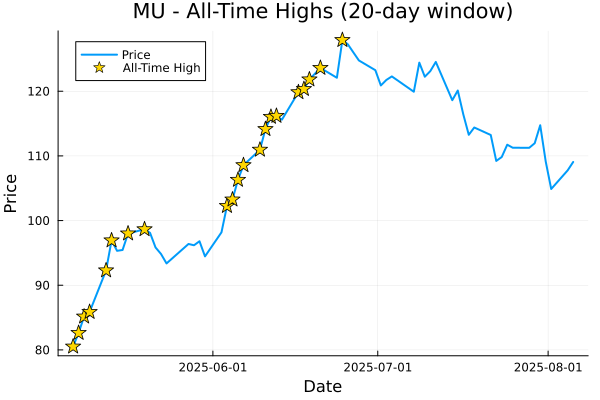 MU - All-Time Highs (20-day window)
Price
All-Time High
120
110
100
90
80
Price
2025-06-01
2025-07-01
2025-08-01
Date